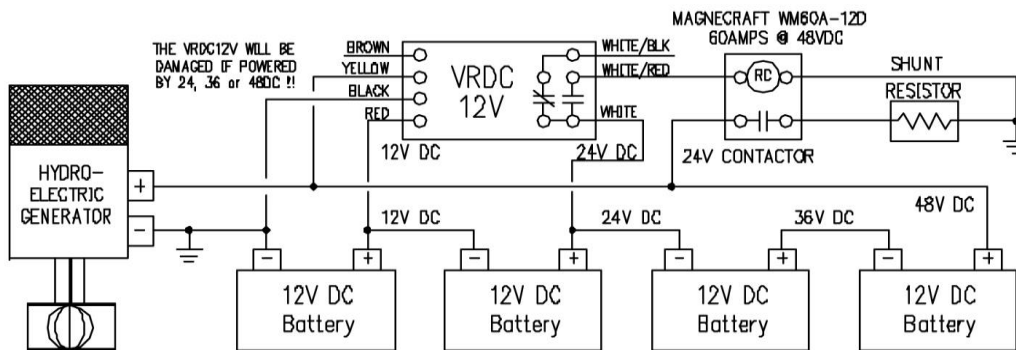 MAGNECRAFT WM60A-12D
60AMPS @ 48VDC
THE VRDC12V WILL BE
DAMAGED IF POWERED
BY 24, 36 or 48DC !!
BROWN
YELLOW
BLACK
RED
VRDC
12V
WHITE/BLK
WHITE/RED
WHITE
RC
SHUNT
RESISTOR
12V DC
24V DC
24V CONTACTOR
HYDRO-
ELECTRIC
GENERATOR
+
-
12V DC
24V DC
36V DC
48V DC
- +
- +
- +
- +
12V DC
Battery
12V DC
Battery
12V DC
Battery
12V DC
Battery